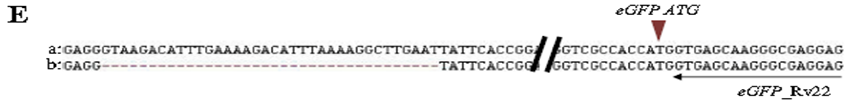 E
eGFP ATG
a:GAGGGTAAGACATTTGAAAAGACATTTAAAAGGCTTGAATTATTCACCGGA//GGTCGCCACCATGGTGAGCAAGGGCGAGGAG
b:GAGG------------------------------------TATTCACCGGA//GGTCGCCACCATGGTGAGCAAGGGCGAGGAG
eGFP_Rv22